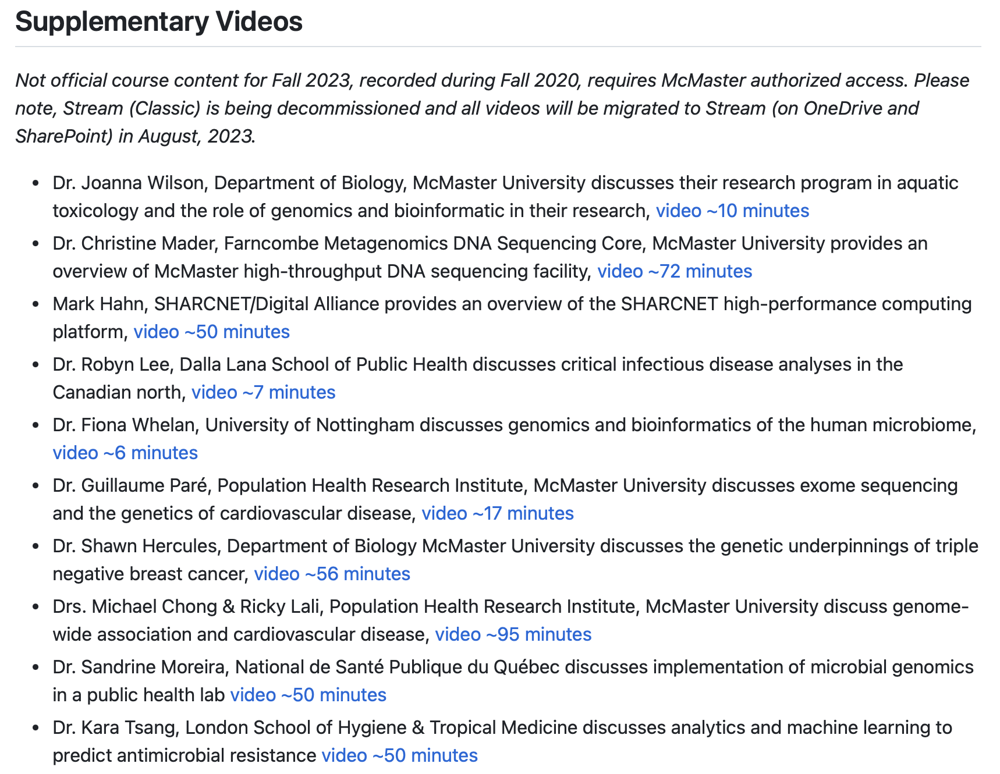 Supplementary Videos
Not official course content for Fall 2023, recorded during Fall 2020, requires McMaster authorized access. Please
note, Stream (Classic) is being decommissioned and all videos will be migrated to Stream (on OneDrive and
SharePoint) in August, 2023.
• Dr. Joanna Wilson, Department of Biology, McMaster University discusses their research program in aquatic
toxicology and the role of genomics and bioinformatic in their research, video ~10 minutes
• Dr. Christine Mader, Farncombe Metagenomics DNA Sequencing Core, McMaster University provides an
overview of McMaster high-throughput DNA sequencing facility, video ~72 minutes
• Mark Hahn, SHARCNET/Digital Alliance provides an overview of the SHARCNET high-performance computing
platform, video ~50 minutes
• Dr. Robyn Lee, Dalla Lana School of Public Health discusses critical infectious disease analyses in the
Canadian north, video ~7 minutes
• Dr. Fiona Whelan, University of Nottingham discusses genomics and bioinformatics of the human microbiome,
video ~6 minutes
• Dr. Guillaume Paré, Population Health Research Institute, McMaster University discusses exome sequencing
and the genetics of cardiovascular disease, video ~17 minutes
• Dr. Shawn Hercules, Department of Biology McMaster University discusses the genetic underpinnings of triple
negative breast cancer, video ~56 minutes
• Drs. Michael Chong & Ricky Lali, Population Health Research Institute, McMaster University discuss genome-
wide association and cardiovascular disease, video ~95 minutes
• Dr. Sandrine Moreira, National de Santé Publique du Québec discusses implementation of microbial genomics
in a public health lab video ~50 minutes
• Dr. Kara Tsang, London School of Hygiene & Tropical Medicine discusses analytics and machine learning to
predict antimicrobial resistance video ~50 minutes